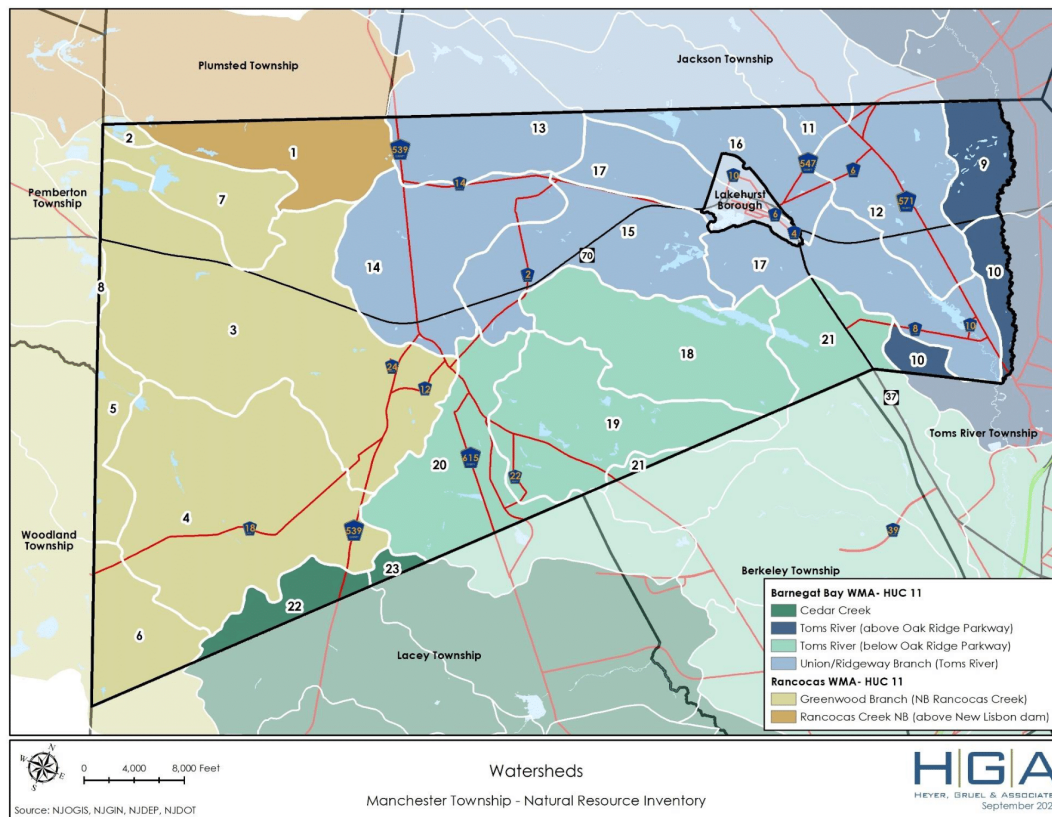 Plumsted Township
Jackson Township
Pemberton Township
Lakehurst Borough
Woodland Township
Toms River Township
Berkeley Township
Lacey Township
2
1
7
539
13
14
17
16
10
11
547
6
9
12
571
6
4
15
70
17
14
2
8
3
10
18
21
8
10
10
24
12
5
19
37
20
615
22
21
4
18
539
39
23
22
6
Barnegat Bay WMA- HUC 11
Cedar Creek
Toms River (above Oak Ridge Parkway)
Toms River (below Oak Ridge Parkway)
Union/Ridgeway Branch (Toms River)
Rancocas WMA- HUC 11
Greenwood Branch (NB Rancocas Creek)
Rancocas Creek NB (above New Lisbon dam)
N
W E
S
0 4,000 8,000 Feet
Source: NJOGIS, NJGIN, NJDEP, NJDOT
Watersheds
Manchester Township - Natural Resource Inventory
H|G|A
HEYER, GRUEL & ASSOCIATE
September 202